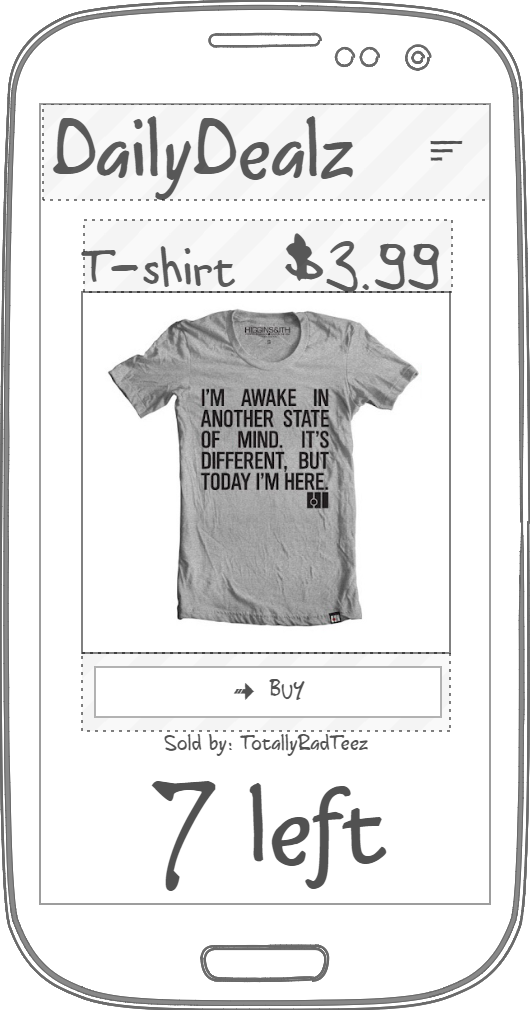 DailyDealz
T-shirt $3.99
I'M AWAKE IN
ANOTHER STATE
OF MIND. IT'S
DIFFERENT, BUT
TODAY I'M HERE.
BUY
Sold by: TotallyRadTeez
7 left